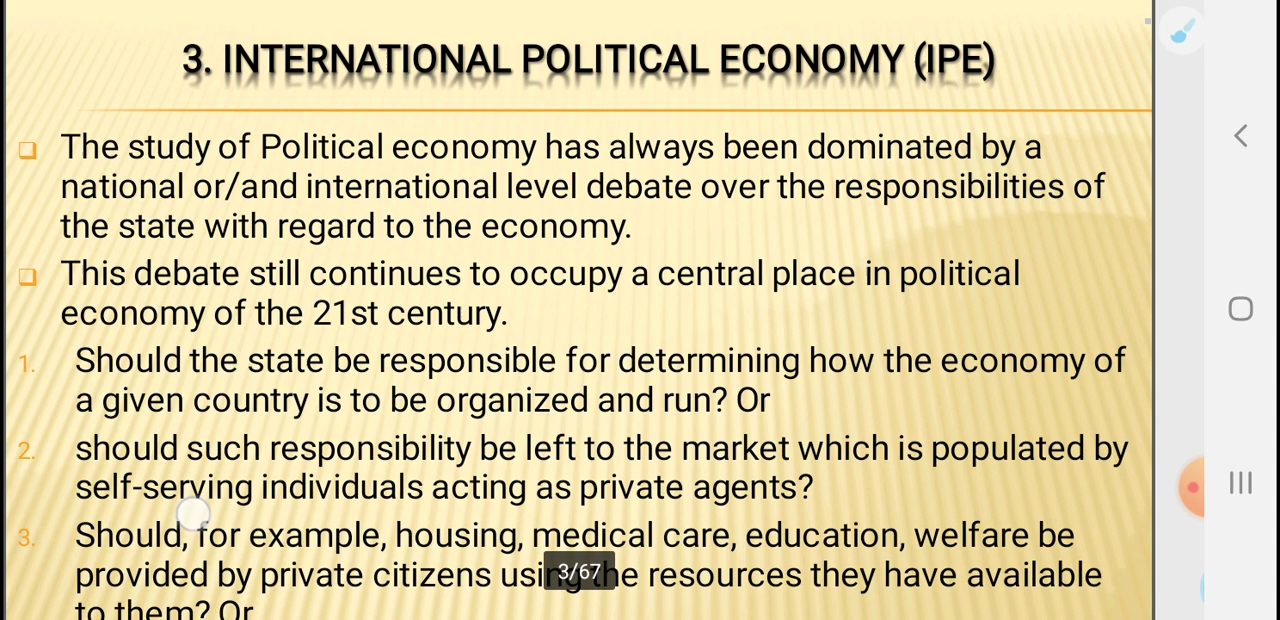 3. INTERNATIONAL POLITICAL ECONOMY (IPE)
The study of Political economy has always been dominated by a
national or/and international level debate over the responsibilities of
the state with regard to the economy.
This debate still continues to occupy a central place in political
economy of the 21st century.
1. Should the state be responsible for determining how the economy of
a given country is to be organized and run? Or
2. should such responsibility be left to the market which is populated by
self-serving individuals acting as private agents?
3. Should, for example, housing, medical care, education, welfare be
provided by private citizens using the resources they have available
to them? Or
3/67